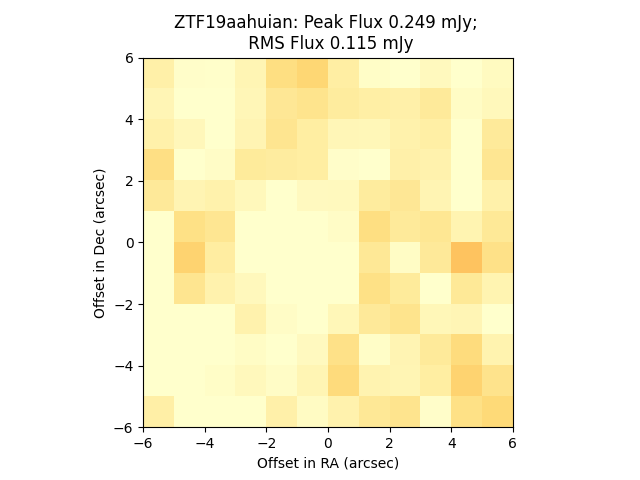 ZTF19aahuian: Peak Flux 0.249 mJy;
RMS Flux 0.115 mJy
6
4
2
0
−2
−4
−6
Offset in Dec (arcsec)
−6 −4 −2 0 2 4 6
Offset in RA (arcsec)